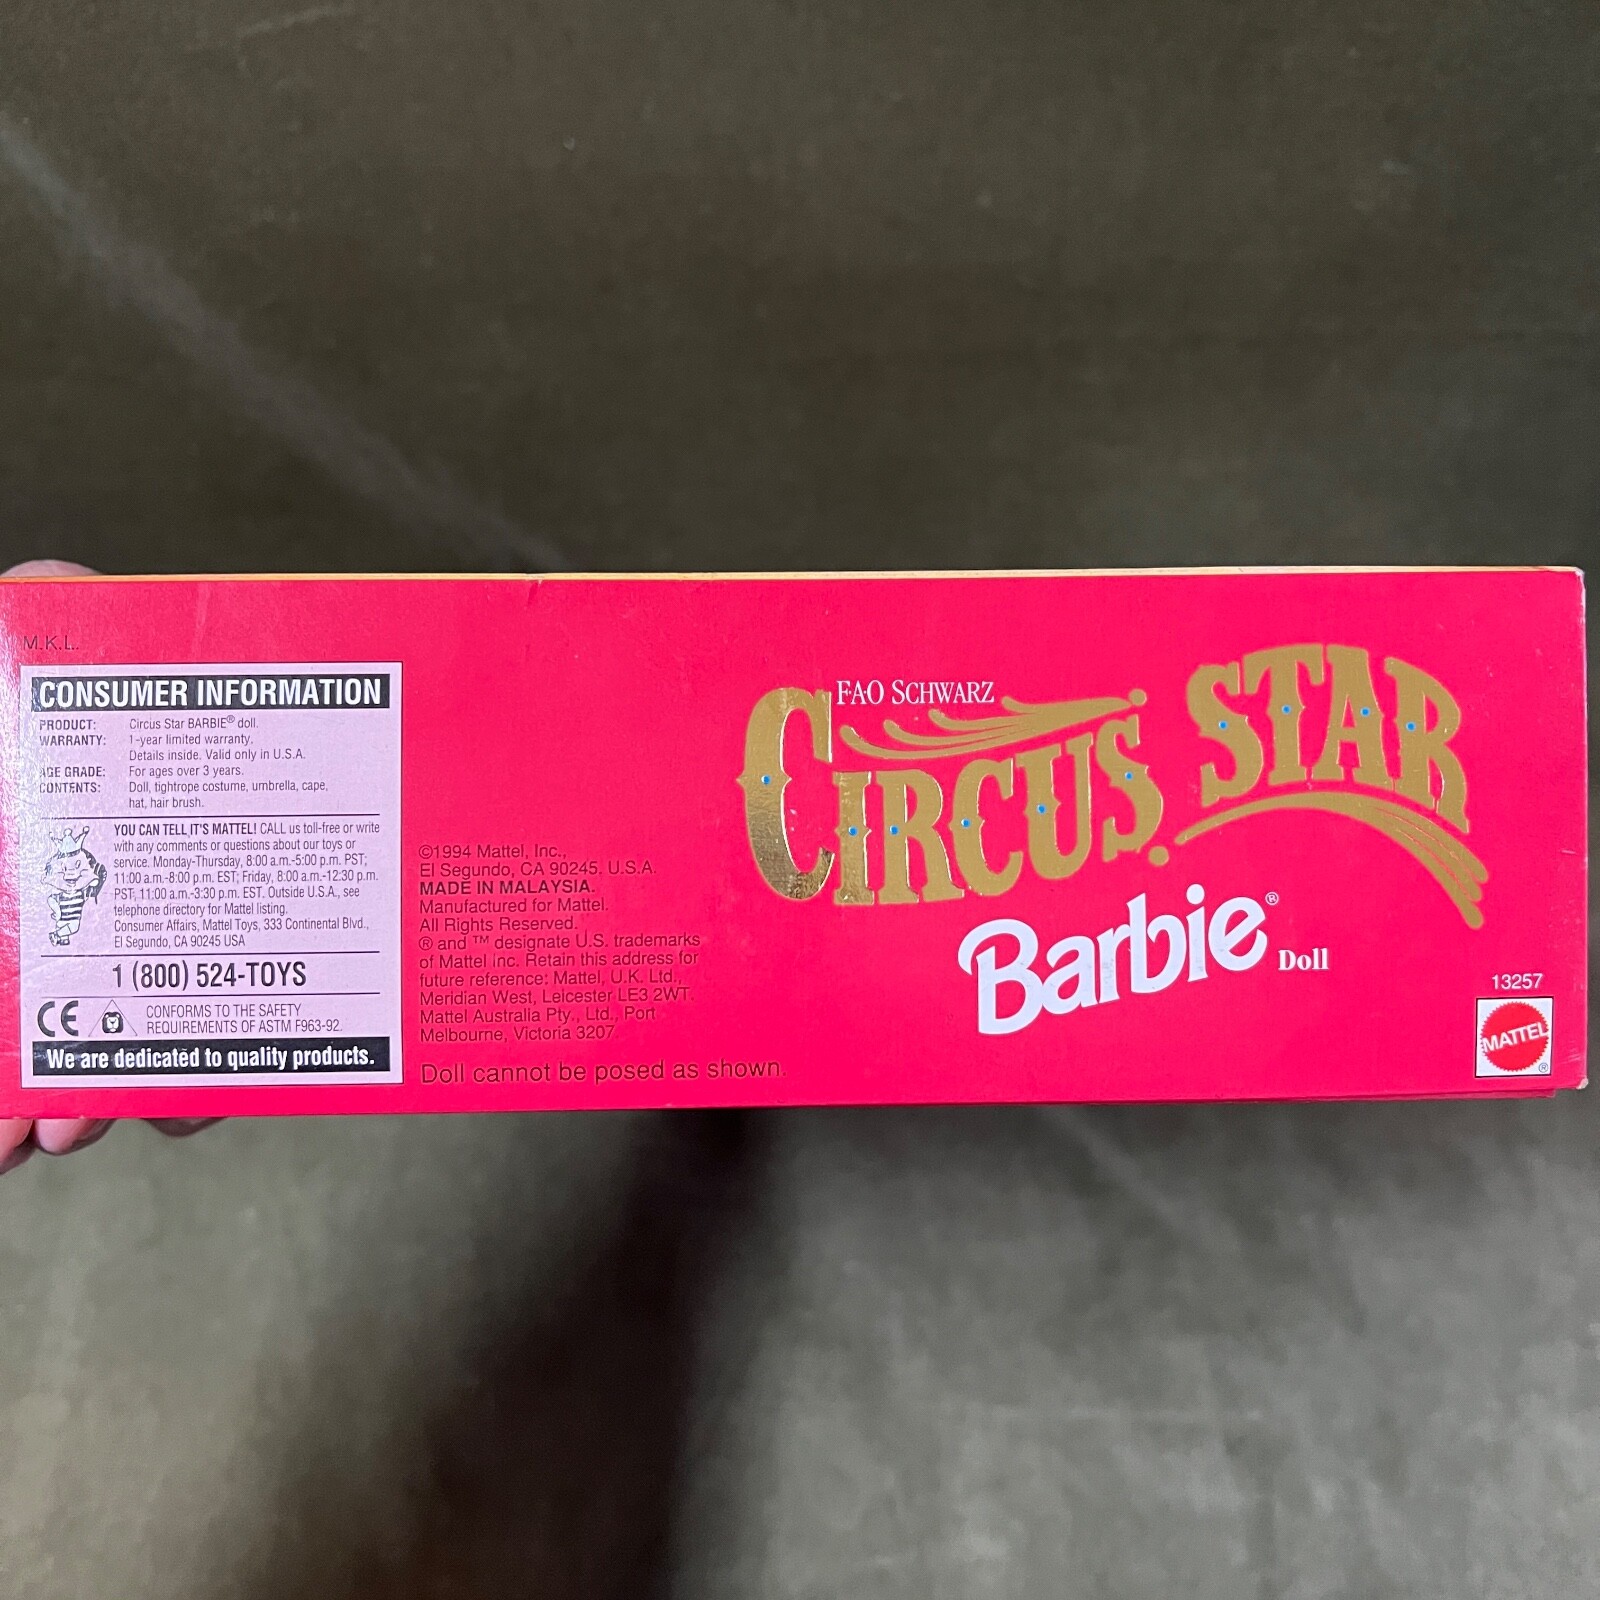 M.K.L.
CONSUMER INFORMATION
PRODUCT: Circus Star BARBIE® doll.
WARRANTY: 1-year limited warranty.
Details inside. Valid only in U.S.A.
AGE GRADE: For ages over 3 years.
CONTENTS: Doll, tightrope costume, umbrella, cape,
hat, hair brush.
YOU CAN TELL IT'S MATTEL! CALL us toll-free or write
with any comments or questions about our toys or
service. Monday-Thursday, 8:00 a.m.-5:00 p.m. PST;
11:00 a.m.-8:00 p.m. EST; Friday, 8:00 a.m.-12:30 p.m.
PST, 11:00 a.m.-3:30 p.m. EST. Outside U.S.A., see
telephone directory for Mattel listing.
Consumer Affairs, Mattel Toys, 333 Continental Blvd.,
El Segundo, CA 90245 USA
1 (800) 524-TOYS
CE
CONFORMS TO THE SAFETY
REQUIREMENTS OF ASTM F963-92.
We are dedicated to quality products.
©1994 Mattel, Inc.,
El Segundo, CA 90245. U.S.A.
MADE IN MALAYSIA.
Manufactured for Mattel.
All Rights Reserved.
® and ™ designate U.S. trademarks
of Mattel Inc. Retain this address for
future reference: Mattel, U.K. Ltd.,
Meridian West, Leicester LE3 2WT.
Mattel Australia Pty., Ltd., Port
Melbourne, Victoria 3207.
Doll cannot be posed as shown.
F·A·O SCHWARZ
CIRCUS STAR
Barbie® Doll
13257
MATTEL®